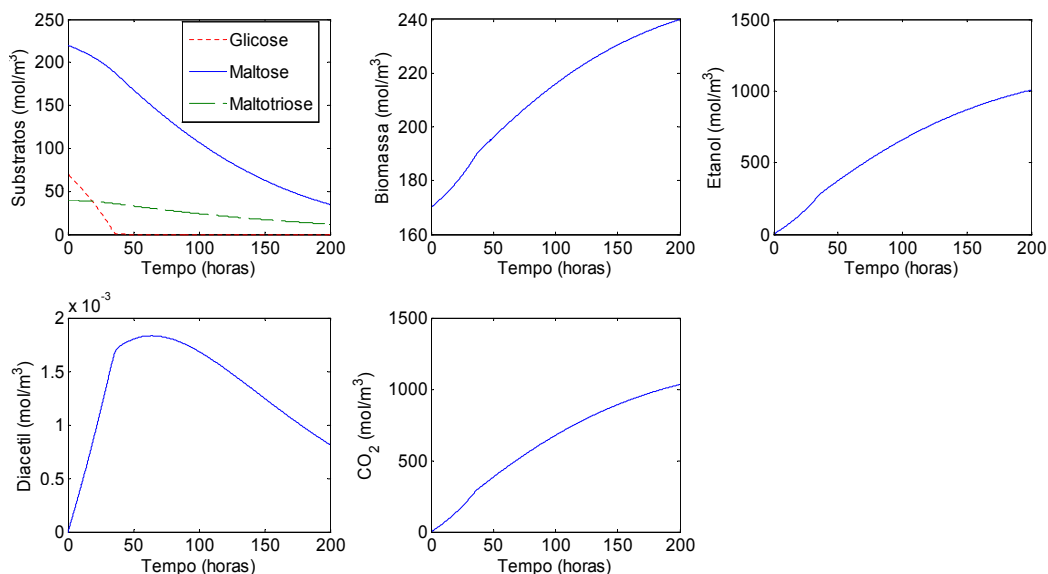 Substratos (mol/m³)
250
200
150
100
50
0
Glicose
Maltose
Maltotriose
0 50 100 150 200
Tempo (horas)
Biomassa (mol/m³)
240
220
200
180
160
0 50 100 150 200
Tempo (horas)
Etanol (mol/m³)
1500
1000
500
0
0 50 100 150 200
Tempo (horas)
Diacetil (mol/m³)
x 10⁻³
2
1.5
1
0.5
0
0 50 100 150 200
Tempo (horas)
CO₂ (mol/m³)
1500
1000
500
0
0 50 100 150 200
Tempo (horas)